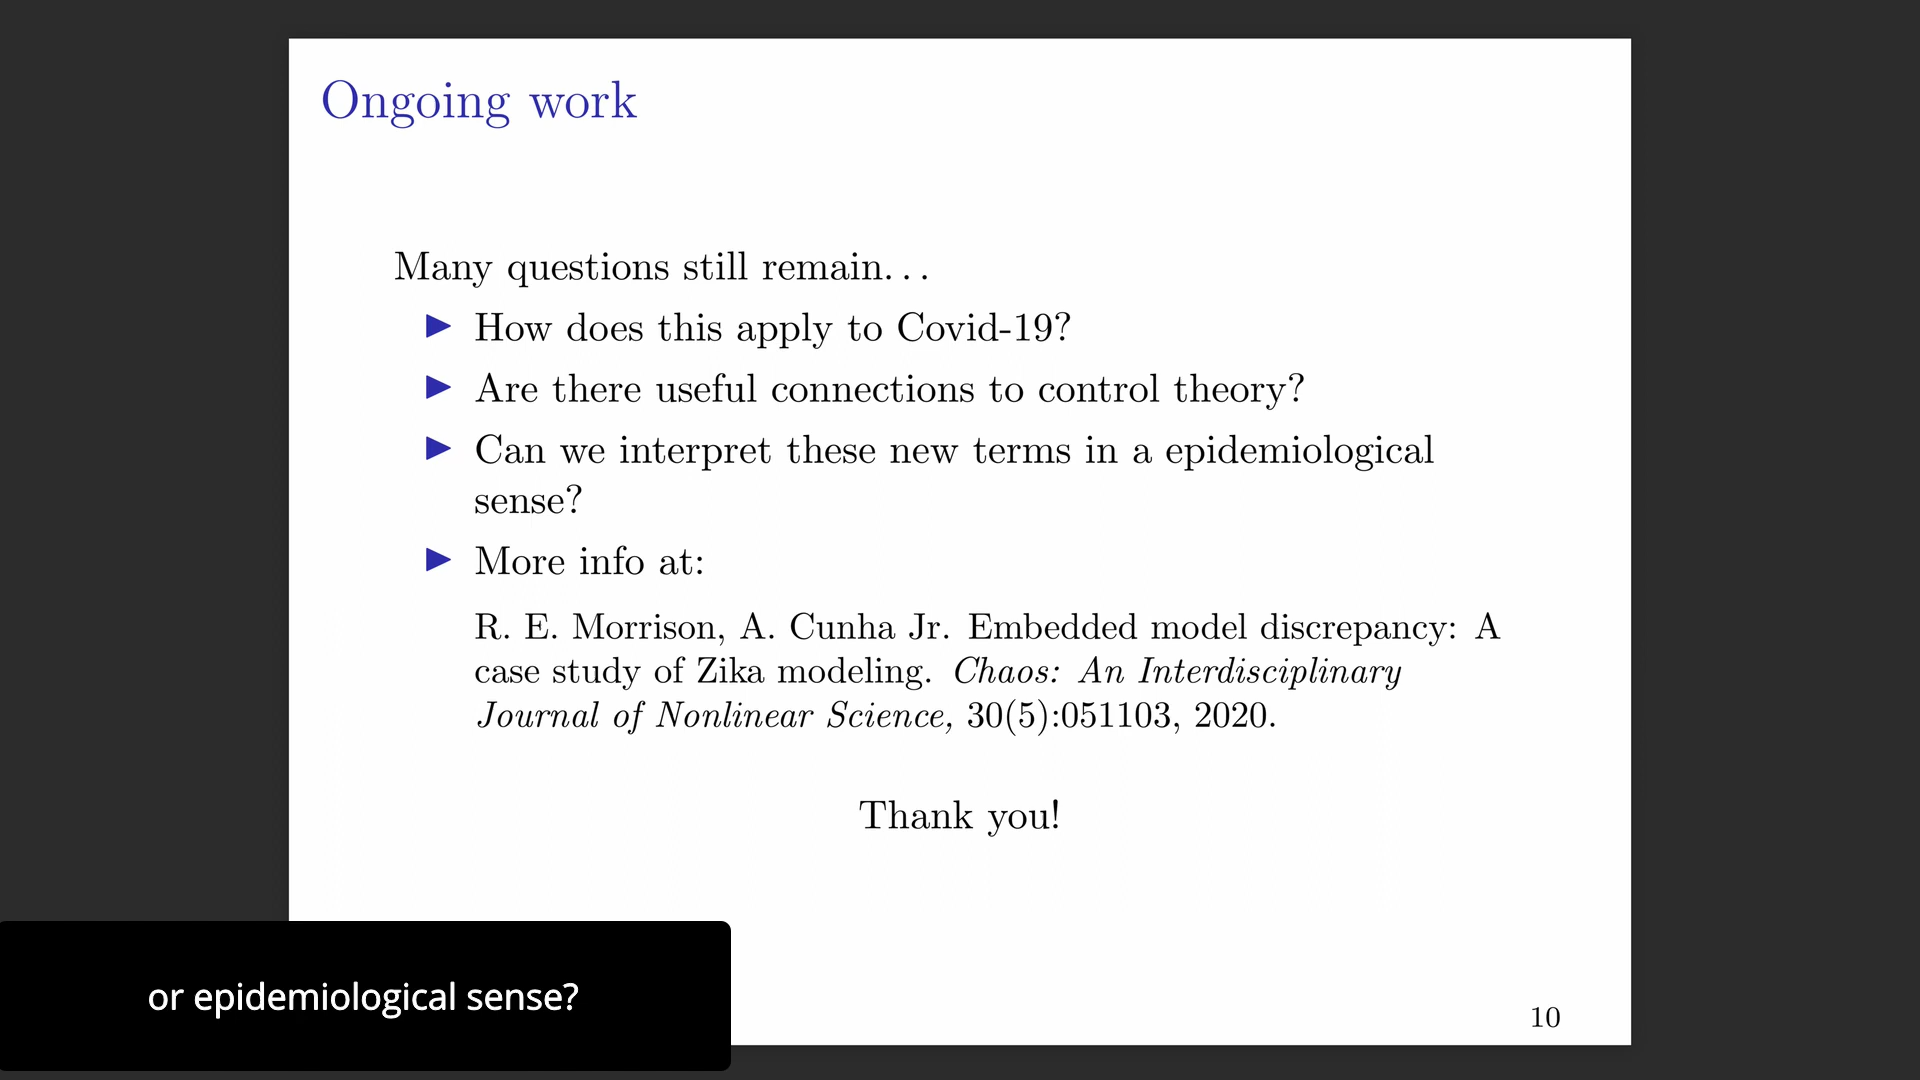 Ongoing work
Many questions still remain...
▶ How does this apply to Covid-19?
▶ Are there useful connections to control theory?
▶ Can we interpret these new terms in a epidemiological
sense?
▶ More info at:
R. E. Morrison, A. Cunha Jr. Embedded model discrepancy: A
case study of Zika modeling. Chaos: An Interdisciplinary
Journal of Nonlinear Science, 30(5):051103, 2020.
Thank you!
or epidemiological sense?
10